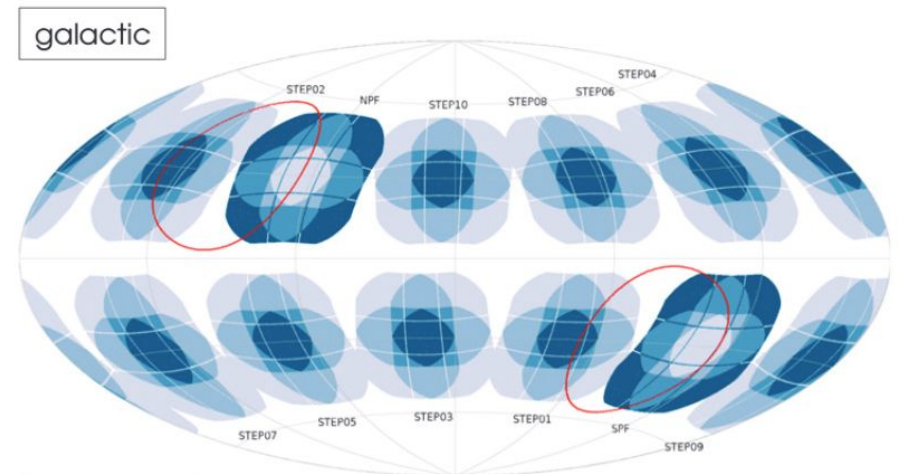 galactic
STEP04
STEP02
STEP06
NPF
STEP10
STEP08
STEP03
STEP01
STEP05
SPF
STEP07
STEP09